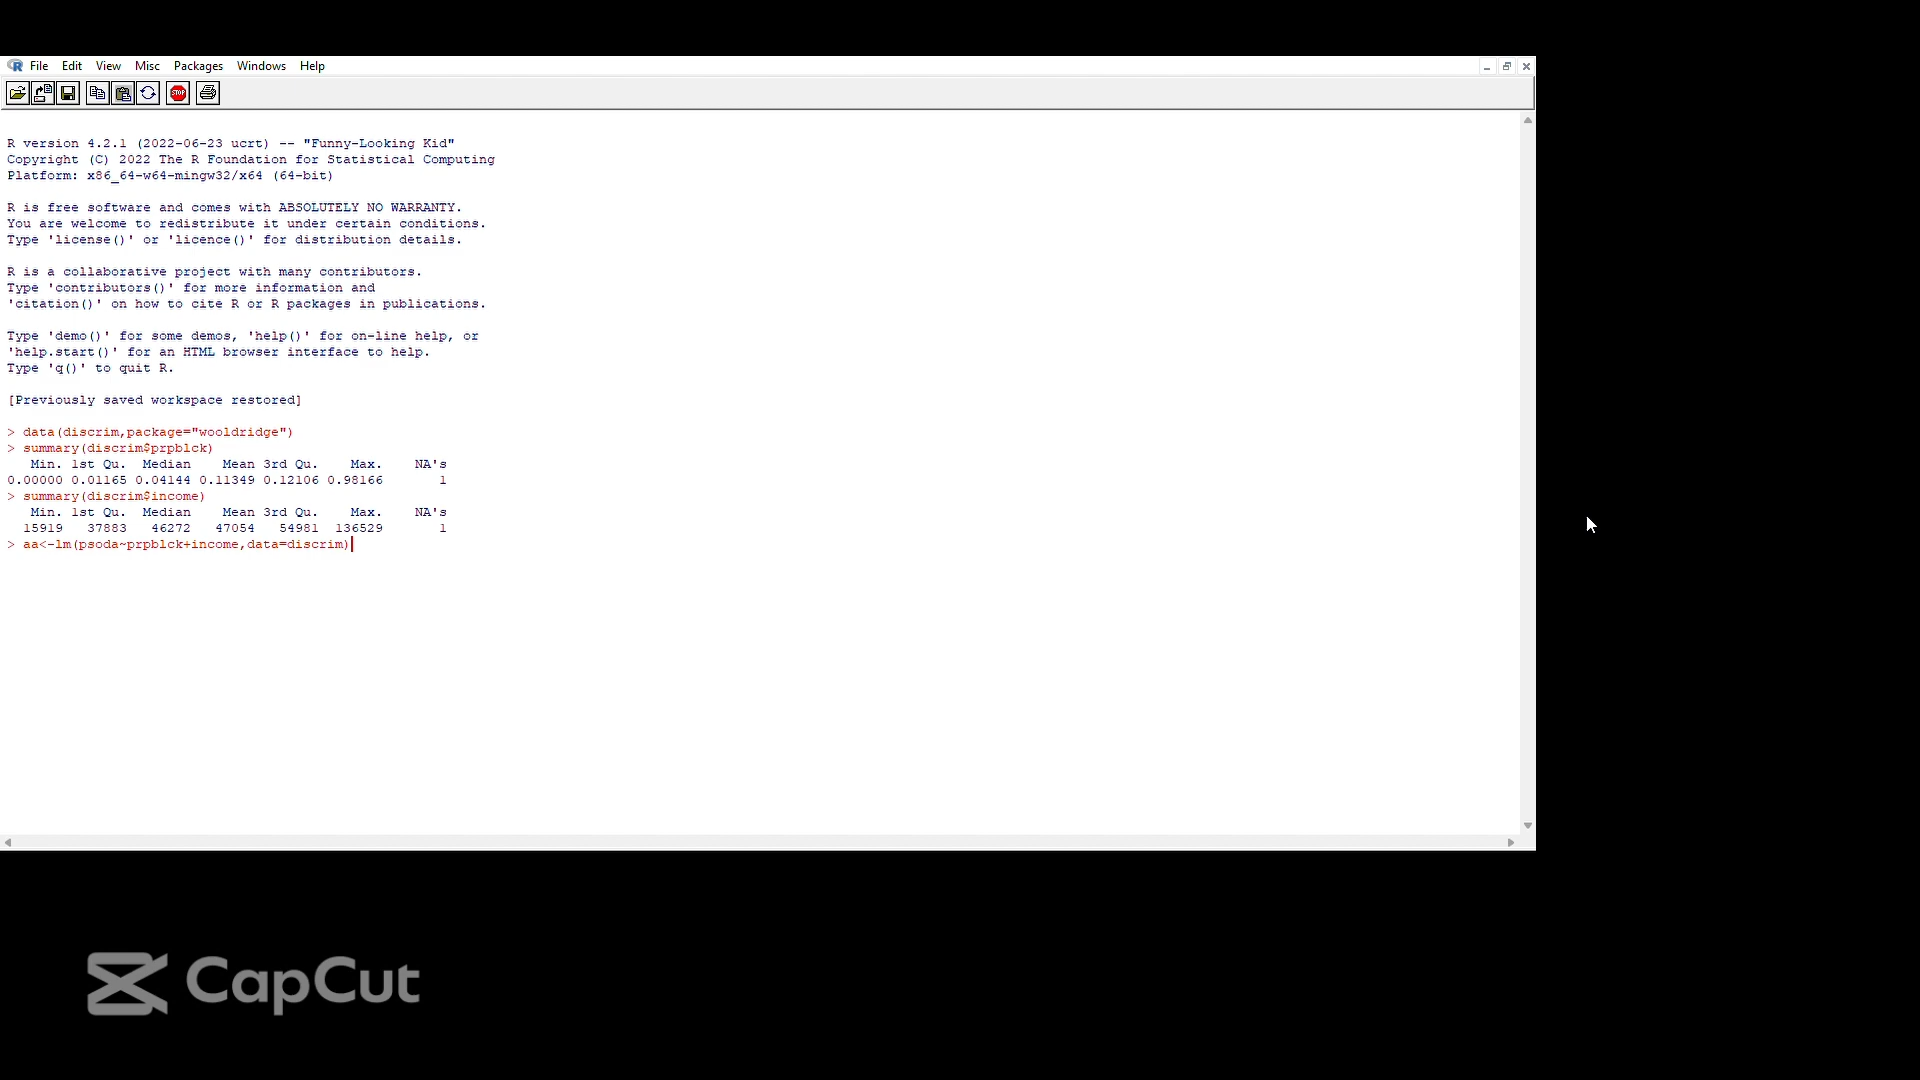 File Edit View Misc Packages Windows Help
STOP
R version 4.2.1 (2022-06-23 ucrt) -- "Funny-Looking Kid"
Copyright (C) 2022 The R Foundation for Statistical Computing
Platform: x86_64-w64-mingw32/x64 (64-bit)
R is free software and comes with ABSOLUTELY NO WARRANTY.
You are welcome to redistribute it under certain conditions.
Type 'license()' or 'licence()' for distribution details.
R is a collaborative project with many contributors.
Type 'contributors()' for more information and
'citation()' on how to cite R or R packages in publications.
Type 'demo()' for some demos, 'help()' for on-line help, or
'help.start()' for an HTML browser interface to help.
Type 'q()' to quit R.
[Previously saved workspace restored]
> data(discrim,package="wooldridge")
> summary(discrim$prpblck)
Min. 1st Qu. Median Mean 3rd Qu. Max. NA's
0.00000 0.01165 0.04144 0.11349 0.12106 0.98166 1
> summary(discrim$income)
Min. 1st Qu. Median Mean 3rd Qu. Max. NA's
15919 37883 46272 47054 54981 136529 1
> aa<-lm(psoda~prpblck+income,data=discrim)
CapCut